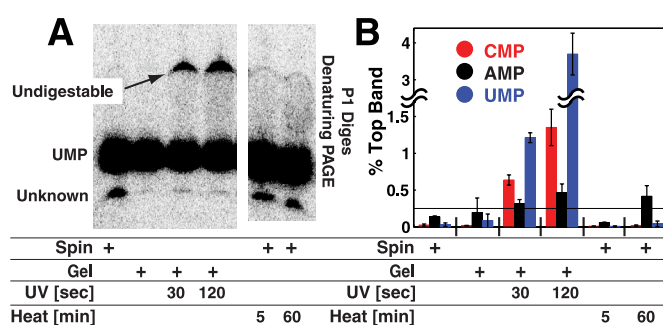 A
B
Undigestable
UMP
Unknown
P1 Diges
Denaturing PAGE
% Top Band
4
3
1.5
1
0.5
0
CMP
AMP
UMP
Spin + + +
Gel + + +
UV [sec] 30 120
Heat [min] 5 60
Spin + + +
Gel + + +
UV [sec] 30 120
Heat [min] 5 60